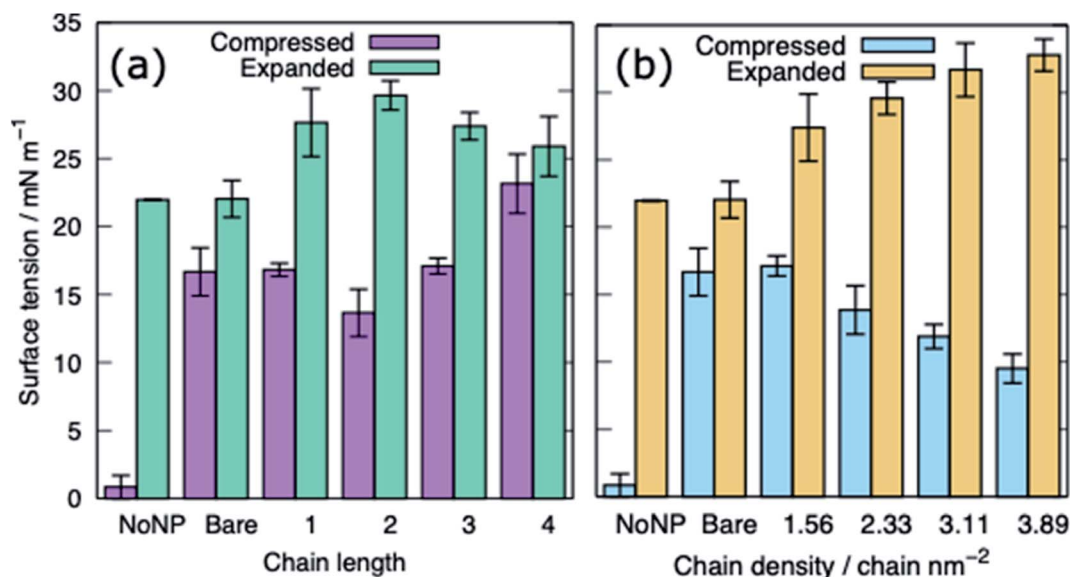 35
30
25
20
15
10
5
0
Surface tension / mN m⁻¹
(a)
Compressed
Expanded
NoNP Bare 1 2 3 4
Chain length
(b)
Compressed
Expanded
NoNP Bare 1.56 2.33 3.11 3.89
Chain density / chain nm⁻²